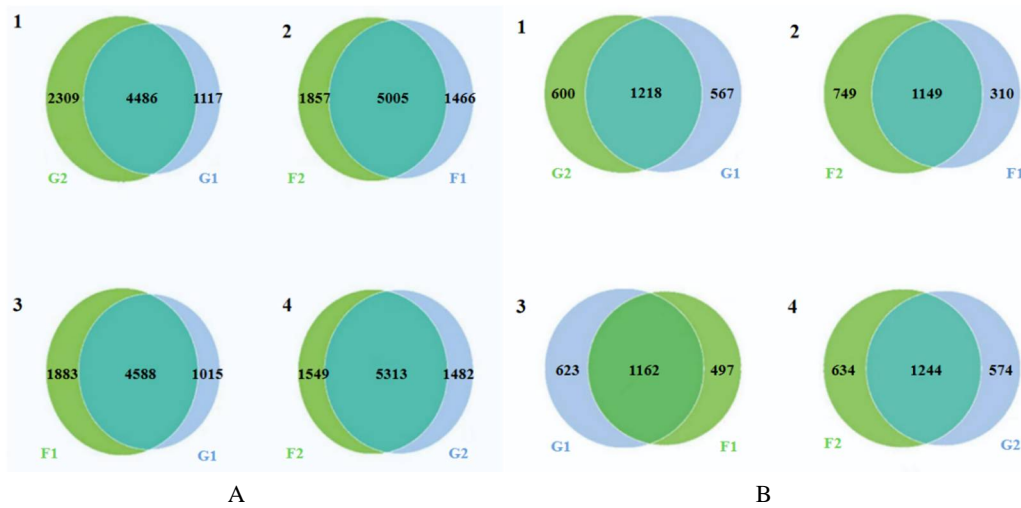 1
2309 4486 1117
G2 G1
2
1857 5005 1466
F2 F1
3
1883 4588 1015
F1 G1
4
1549 5313 1482
F2 G2
A
1
600 1218 567
G2 G1
2
749 1149 310
F2 F1
3
623 1162 497
G1 F1
4
634 1244 574
F2 G2
B